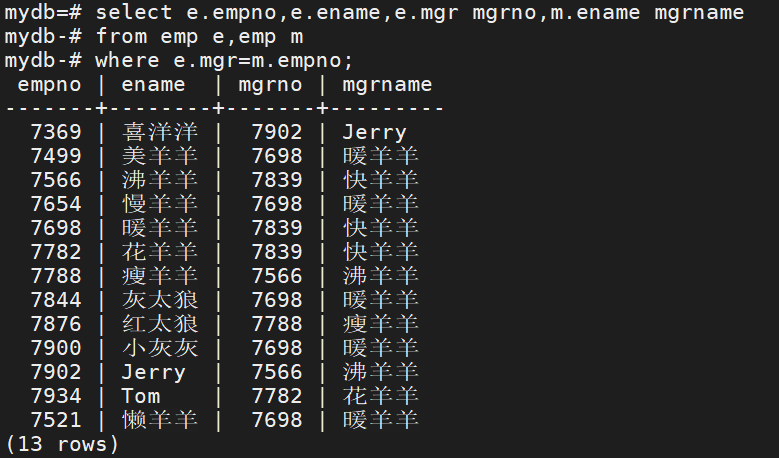 mydb=# select e.empno,e.ename,e.mgr mgrno,m.ename mgrname
mydb-# from emp e,emp m
mydb-# where e.mgr=m.empno;
 empno | ename  | mgrno | mgrname
-------+--------+-------+---------
  7369 | 喜洋洋 |  7902 | Jerry
  7499 | 美羊羊 |  7698 | 暖羊羊
  7566 | 沸羊羊 |  7839 | 快羊羊
  7654 | 慢羊羊 |  7698 | 暖羊羊
  7698 | 暖羊羊 |  7839 | 快羊羊
  7782 | 花羊羊 |  7839 | 快羊羊
  7788 | 瘦羊羊 |  7566 | 沸羊羊
  7844 | 灰太狼 |  7698 | 暖羊羊
  7876 | 红太狼 |  7788 | 瘦羊羊
  7900 | 小灰灰 |  7698 | 暖羊羊
  7902 | Jerry  |  7566 | 沸羊羊
  7934 | Tom    |  7782 | 花羊羊
  7521 | 懒羊羊 |  7698 | 暖羊羊
(13 rows)